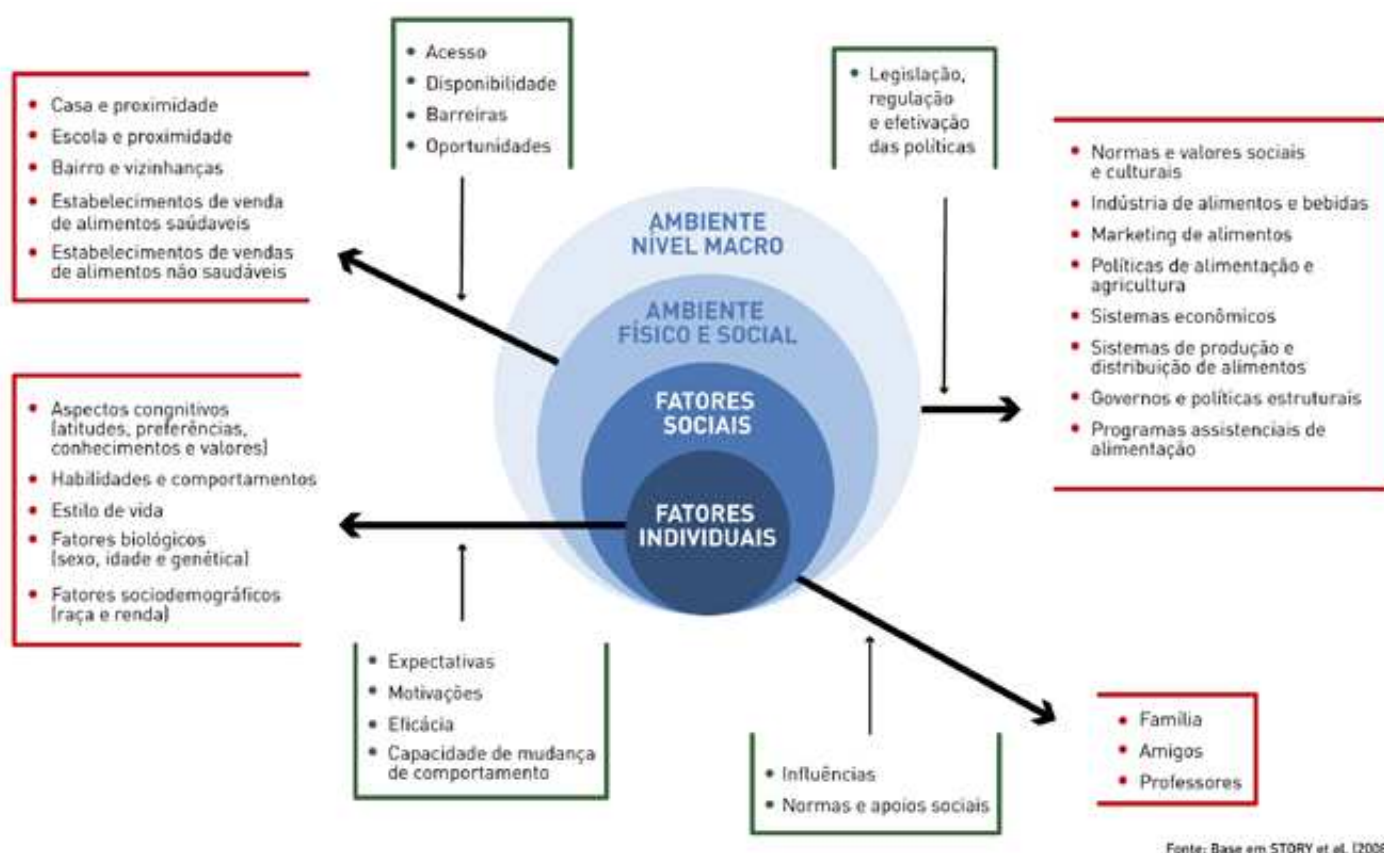 • Acesso
• Disponibilidade
• Barreiras
• Oportunidades
• Legislação,
regulação
e efetivação
das políticas
• Casa e proximidade
• Escola e proximidade
• Bairro e vizinhanças
• Estabelecimentos de venda
de alimentos saúdaveis
• Estabelecimentos de vendas
de alimentos não saudáveis
• Normas e valores sociais
e culturais
• Indústria de alimentos e bebidas
• Marketing de alimentos
• Políticas de alimentação e
agricultura
• Sistemas econômicos
• Sistemas de produção e
distribuição de alimentos
• Governos e políticas estruturais
• Programas assistenciais de
alimentação
AMBIENTE
NÍVEL MACRO
AMBIENTE
FÍSICO E SOCIAL
FATORES
SOCIAIS
FATORES
INDIVIDUAIS
• Aspectos congnitivos
(atitudes, preferências,
conhecimentos e valores)
• Habilidades e comportamentos
• Estilo de vida
• Fatores biológicos
(sexo, idade e genética)
• Fatores sociodemográficos
(raça e renda)
• Expectativas
• Motivações
• Eficácia
• Capacidade de mudança
de comportamento
• Influências
• Normas e apoios sociais
• Família
• Amigos
• Professores
Fonte: Base em STORY et al. (2008